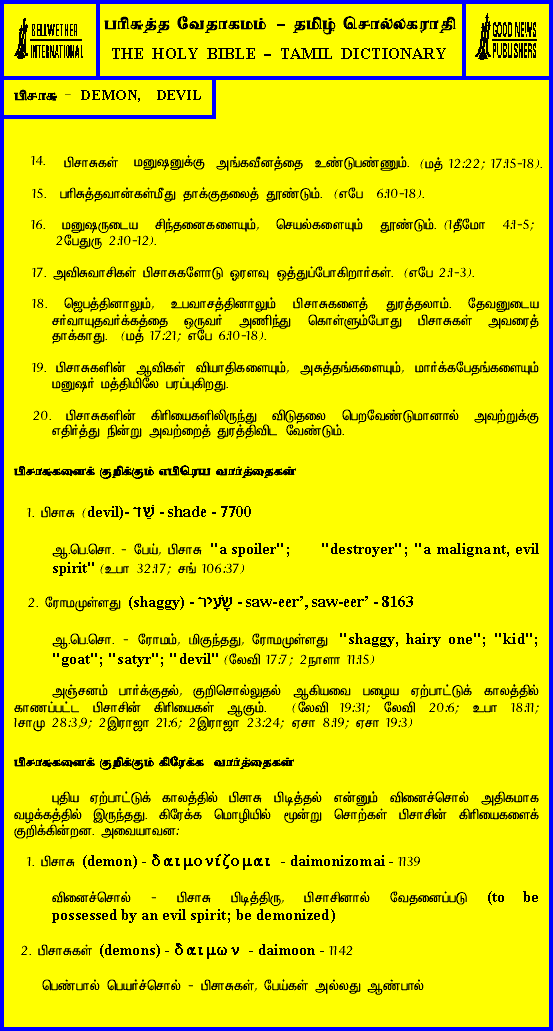 BELLWETHER
INTERNATIONAL
பரிசுத்த வேதாகமம் – தமிழ் சொல்லகராதி
THE HOLY BIBLE – TAMIL DICTIONARY
GOOD NEWS
PUBLISHERS
பிசாசு – DEMON, DEVIL
14. பிசாசுகள் மனுஷனுக்கு அங்கவீனத்தை உண்டுபண்ணும். (மத் 12:22; 17:15-18).
15. பரிசுத்தவான்கள்மீது தாக்குதலைத் தூண்டும். (எபே 6:10-18).
16. மனுஷருடைய சிந்தனைகளையும், செயல்களையும் தூண்டும். (1தீமோ 4:1-5;
2பேதுரு 2:10-12).
17. அவிசுவாசிகள் பிசாசுகளோடு ஓரளவு ஒத்துப்போகிறார்கள். (எபே 2:1-3).
18. ஜெபத்தினாலும், உபவாசத்தினாலும் பிசாசுகளைத் துரத்தலாம். தேவனுடைய
சர்வாயுதவர்க்கத்தை ஒருவர் அணிந்து கொள்ளும்போது பிசாசுகள் அவரைத்
தாக்காது. (மத் 17:21; எபே 6:10-18).
19. பிசாசுகளின் ஆவிகள் வியாதிகளையும், அசுத்தங்களையும், மார்க்கபேதங்களையும்
மனுஷர் மத்தியிலே பரப்புகிறது.
20. பிசாசுகளின் கிரியைகளிலிருந்து விடுதலை பெறவேண்டுமானால் அவற்றுக்கு
எதிர்த்து நின்று அவற்றைத் துரத்திவிட வேண்டும்.
பிசாசுகளைக் குறிக்கும் எபிரெய வார்த்தைகள்
1. பிசாசு (devil)- שֵׁד - shade - 7700
ஆ.பெ.சொ. - பேய், பிசாசு "a spoiler"; "destroyer"; "a malignant, evil
spirit" (உபா 32:17; சங் 106:37)
2. ரோமமுள்ளது (shaggy) - שָׂעִיר - saw-eer’, saw-eer’ - 8163
ஆ.பெ.சொ. - ரோமம், மிகுந்தது, ரோமமுள்ளது "shaggy, hairy one"; "kid";
"goat"; "satyr"; "devil" (லேவி 17:7; 2நாளா 11:15)
அஞ்சனம் பார்க்குதல், குறிசொல்லுதல் ஆகியவை பழைய ஏற்பாட்டுக் காலத்தில்
காணப்பட்ட பிசாசின் கிரியைகள் ஆகும். (லேவி 19:31; லேவி 20:6; உபா 18:11;
1சாமு 28:3,9; 2இராஜா 21:6; 2இராஜா 23:24; ஏசா 8:19; ஏசா 19:3)
பிசாசுகளைக் குறிக்கும் கிரேக்க வார்த்தைகள்
புதிய ஏற்பாட்டுக் காலத்தில் பிசாசு பிடித்தல் என்னும் வினைச்சொல் அதிகமாக
வழக்கத்தில் இருந்தது. கிரேக்க மொழியில் மூன்று சொற்கள் பிசாசின் கிரியைகளைக்
குறிக்கின்றன. அவையாவன:
1. பிசாசு (demon) - δαιμονίζομαι - daimonizomai - 1139
வினைச்சொல் – பிசாசு பிடித்திரு, பிசாசினால் வேதனைப்படு (to be
possessed by an evil spirit; be demonized)
2. பிசாசுகள் (demons) - δαιμων - daimoon - 1142
பெண்பால் பெயர்ச்சொல் - பிசாசுகள், பேய்கள் அல்லது ஆண்பால்